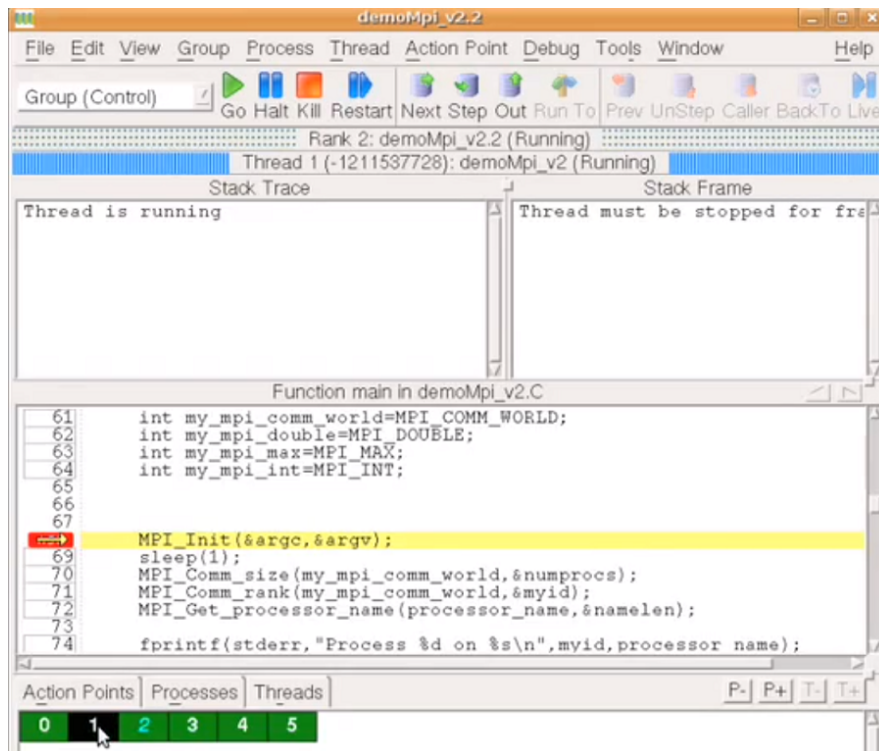 demoMpi_v2.2
File Edit View Group Process Thread Action Point Debug Tools Window Help
Group (Control)
Go Halt Kill Restart Next Step Out Run To Prev UnStep Caller BackTo Live
Rank 2: demoMpi_v2.2 (Running)
Thread 1 (-1211537728): demoMpi_v2 (Running)
Stack Trace
Stack Frame
Thread is running
Thread must be stopped for fra
Function main in demoMpi_v2.C
61 int my_mpi_comm_world=MPI_COMM_WORLD;
62 int my_mpi_double=MPI_DOUBLE;
63 int my_mpi_max=MPI_MAX;
64 int my_mpi_int=MPI_INT;
65
66
67
MPI_Init(&argc,&argv);
69 sleep(1);
70 MPI_Comm_size(my_mpi_comm_world,&numprocs);
71 MPI_Comm_rank(my_mpi_comm_world,&myid);
72 MPI_Get_processor_name(processor_name,&namelen);
73
74 fprintf(stderr,"Process %d on %s\n",myid,processor_name);
Action Points Processes Threads P- P+ T- T+
0 1 2 3 4 5